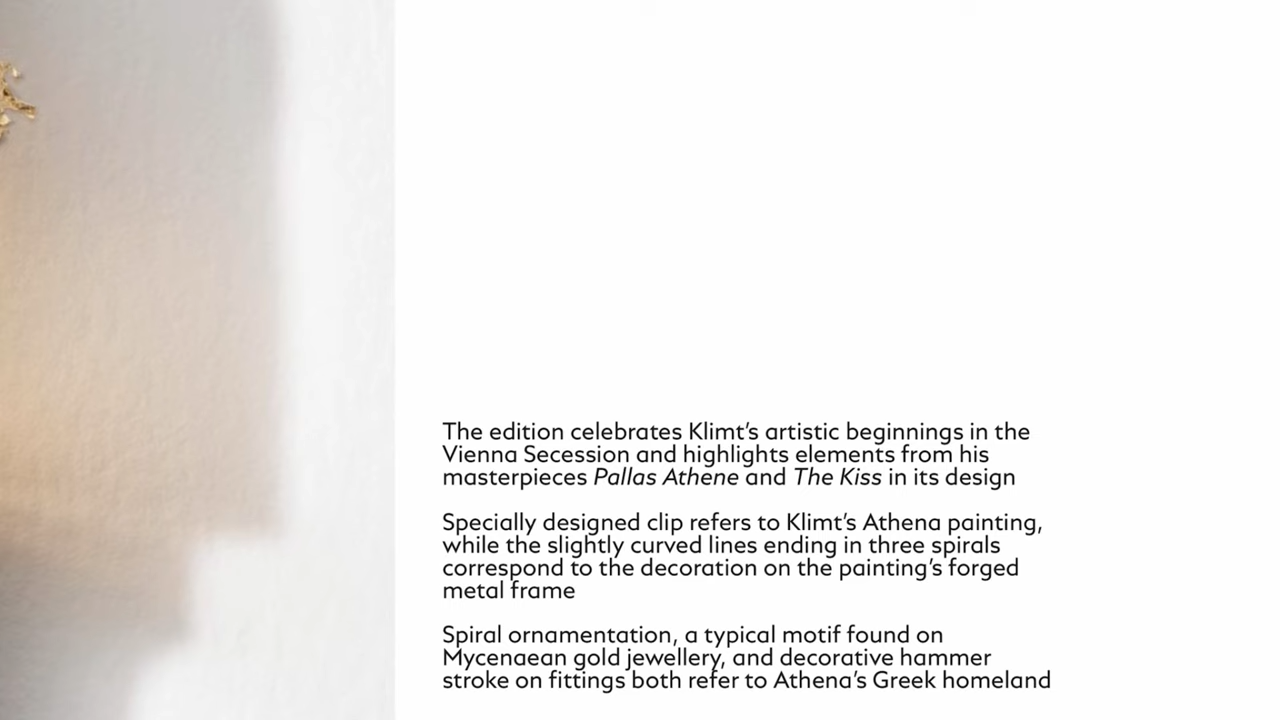 The edition celebrates Klimt’s artistic beginnings in the
Vienna Secession and highlights elements from his
masterpieces Pallas Athene and The Kiss in its design
Specially designed clip refers to Klimt’s Athena painting,
while the slightly curved lines ending in three spirals
correspond to the decoration on the painting’s forged
metal frame
Spiral ornamentation, a typical motif found on
Mycenaean gold jewellery, and decorative hammer
stroke on fittings both refer to Athena’s Greek homeland